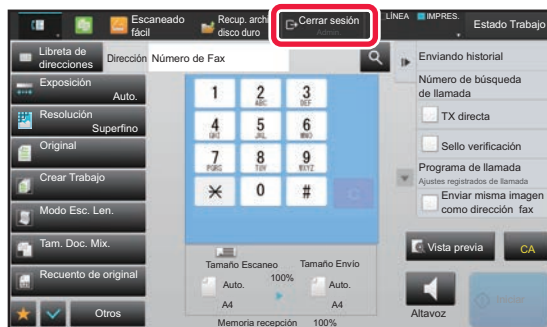 Escaneado fácil
Recup. arch disco duro
Cerrar sesión
Admin.
LÍNEA
IMPRES.
Estado Trabajo
Libreta de direcciones
Dirección
Número de Fax
Exposición
Auto.
Resolución
Superfino
Original
Crear Trabajo
Modo Esc. Len.
Tam. Doc. Mix.
Recuento de original
Otros
1
2
ABC
3
DEF
4
GHI
5
JKL
6
MNO
7
PQRS
8
TUV
9
WXYZ
0
#
Tamaño Escaneo
Tamaño Envío
100%
Auto.
A4
Auto.
A4
Memoria recepción 100%
Enviando historial
Número de búsqueda de llamada
TX directa
Sello verificación
Programa de llamada
Ajustes registrados de llamada
Enviar misma imagen como dirección fax
Vista previa
CA
Altavoz
Iniciar